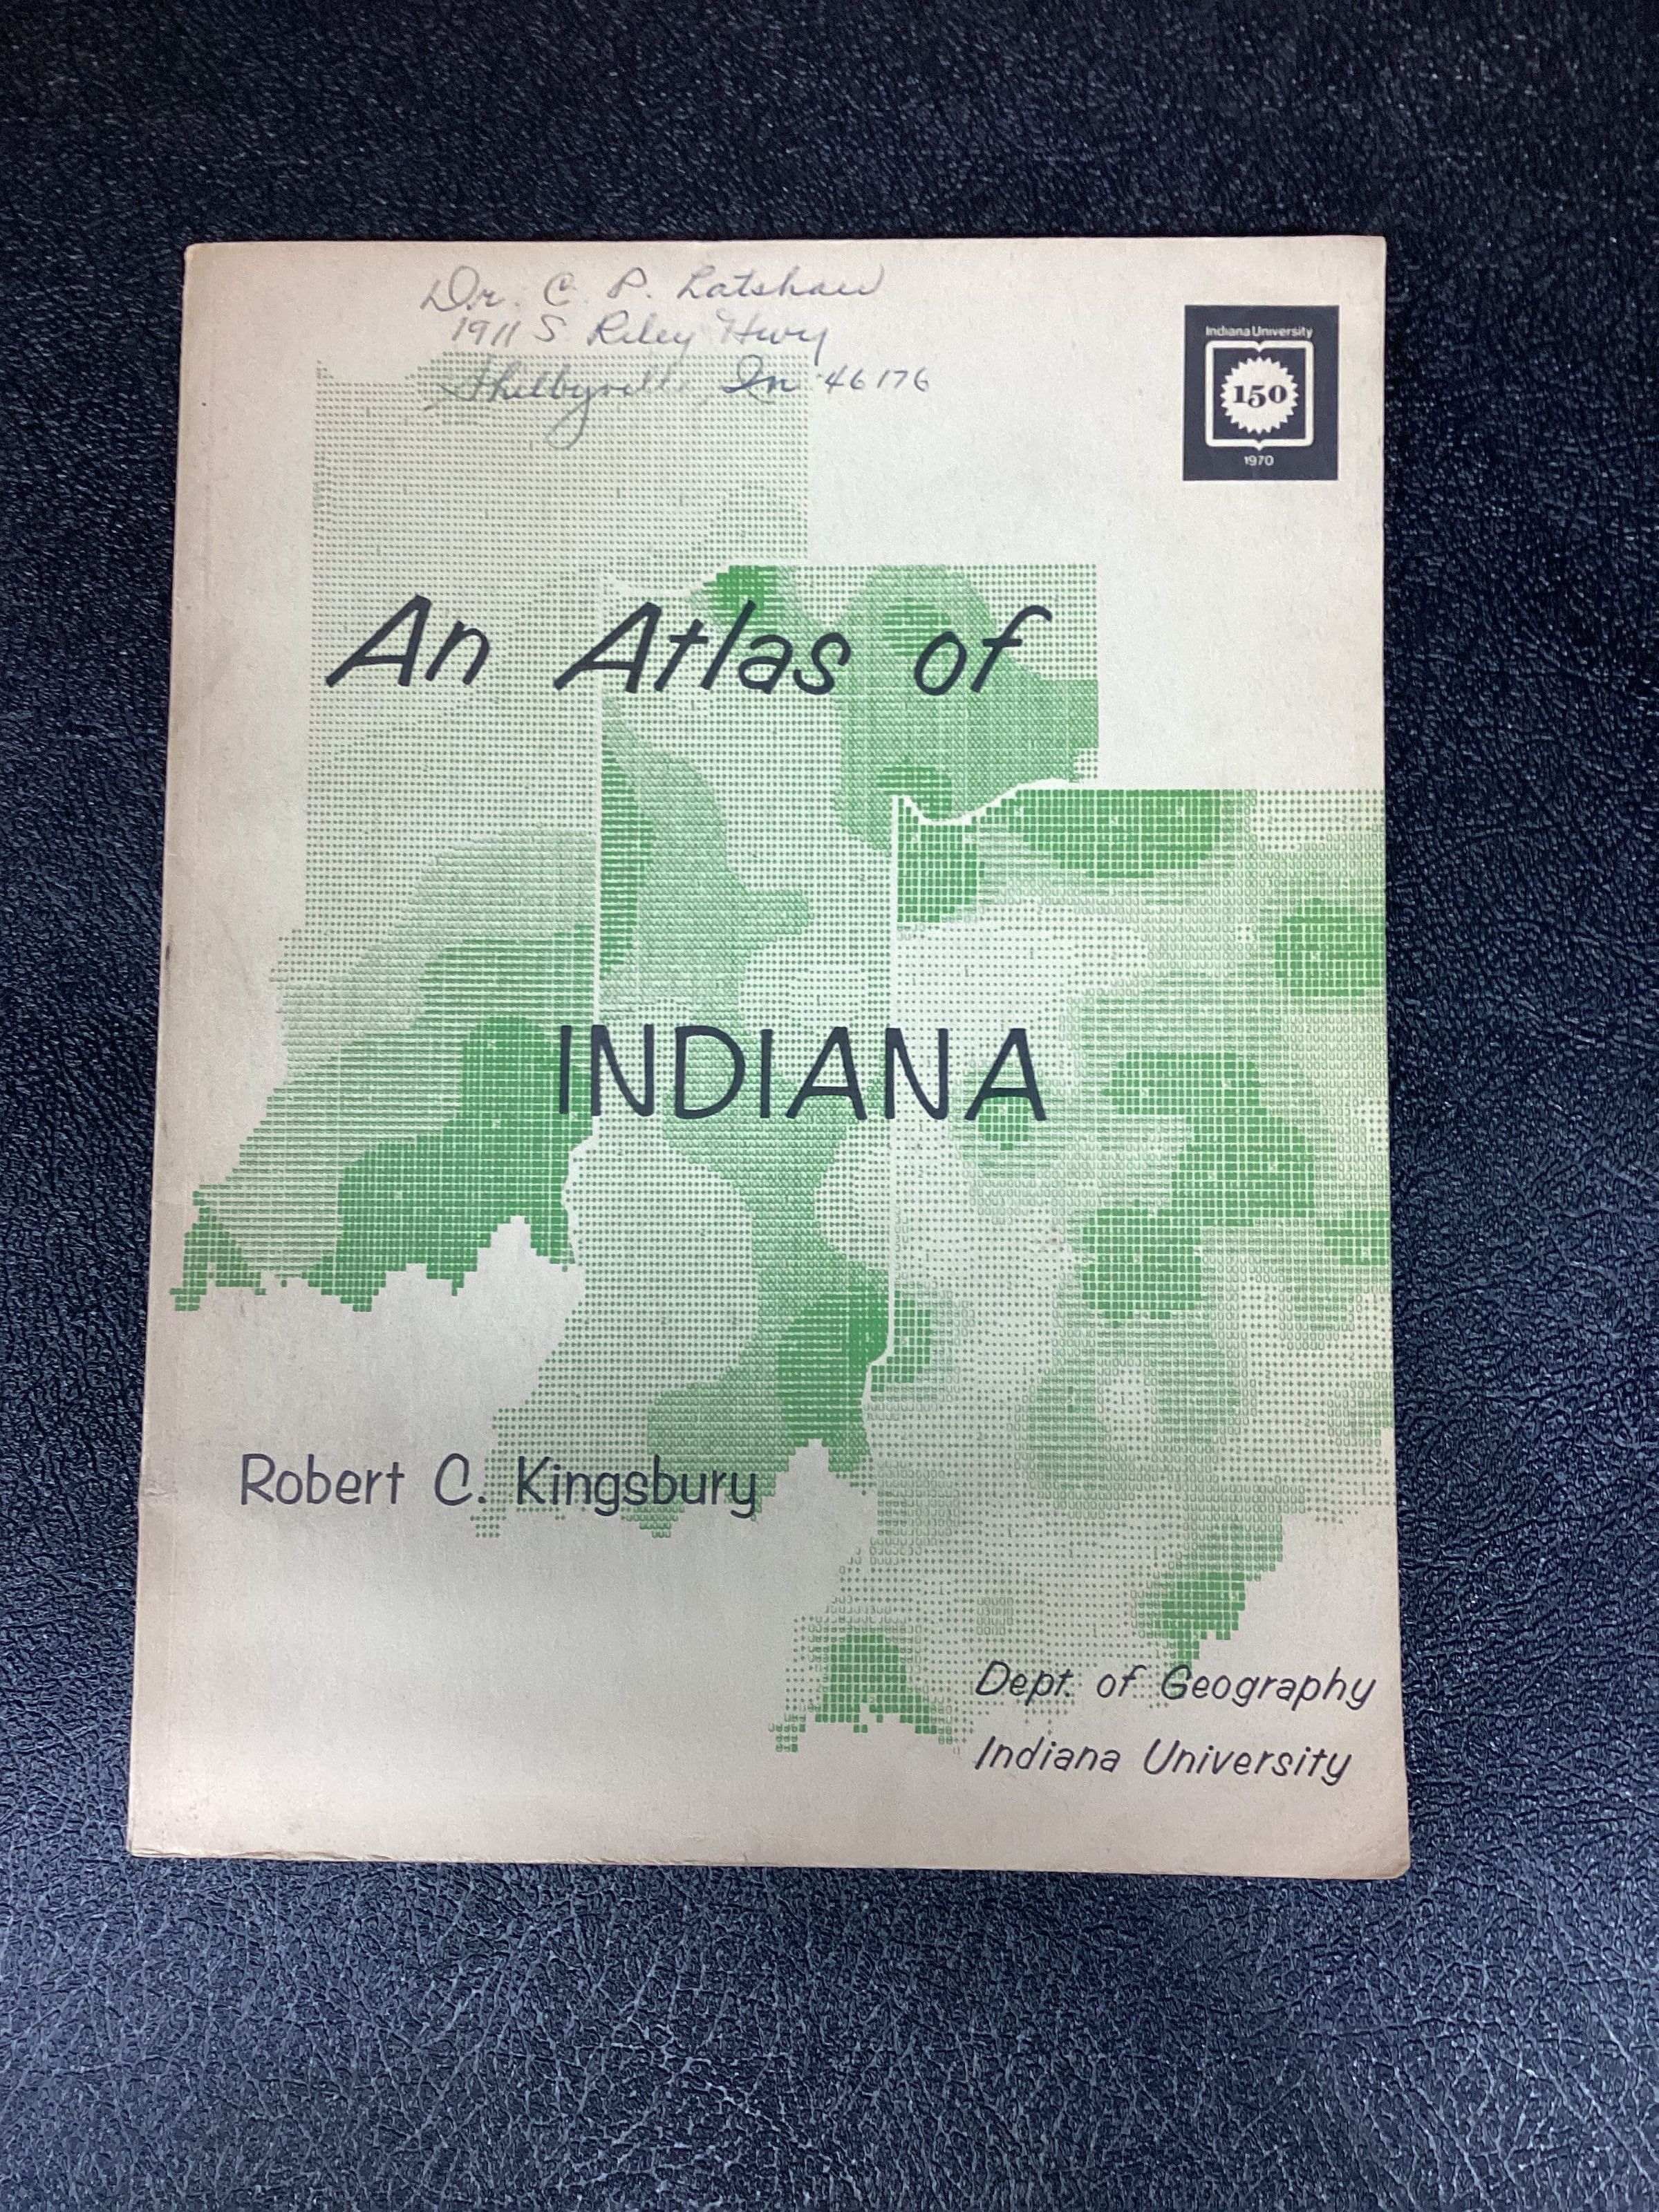 Dr. C. P. Latshaw
1911 S Riley Hwy
Shelbyville, In 46176
Indiana University
150
1970
An Atlas of
INDIANA
Robert C. Kingsbury
Dept. of Geography
Indiana University